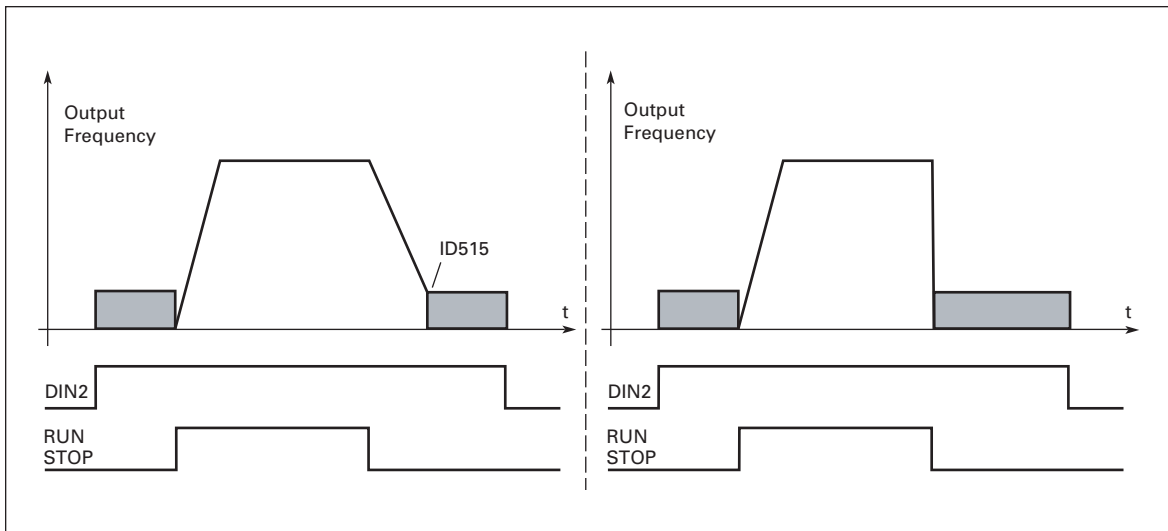 Output
Frequency
ID515
t
DIN2
RUN
STOP
Output
Frequency
t
DIN2
RUN
STOP